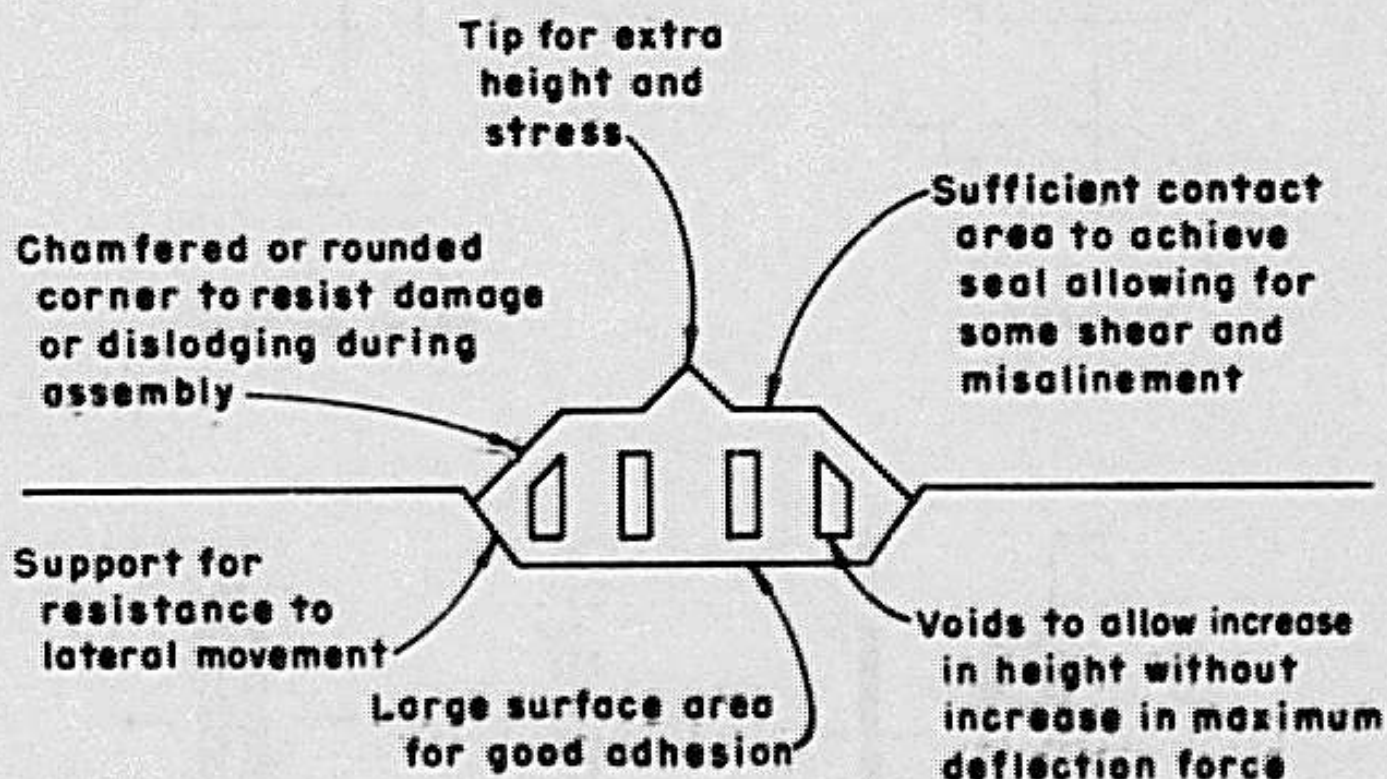 Tip for extra
height and
stress
Sufficient contact
area to achieve
seal allowing for
some shear and
misalinement
Chamfered or rounded
corner to resist damage
or dislodging during
assembly
Support for
resistance to
lateral movement
Large surface area
for good adhesion
Voids to allow increase
in height without
increase in maximum
deflection force